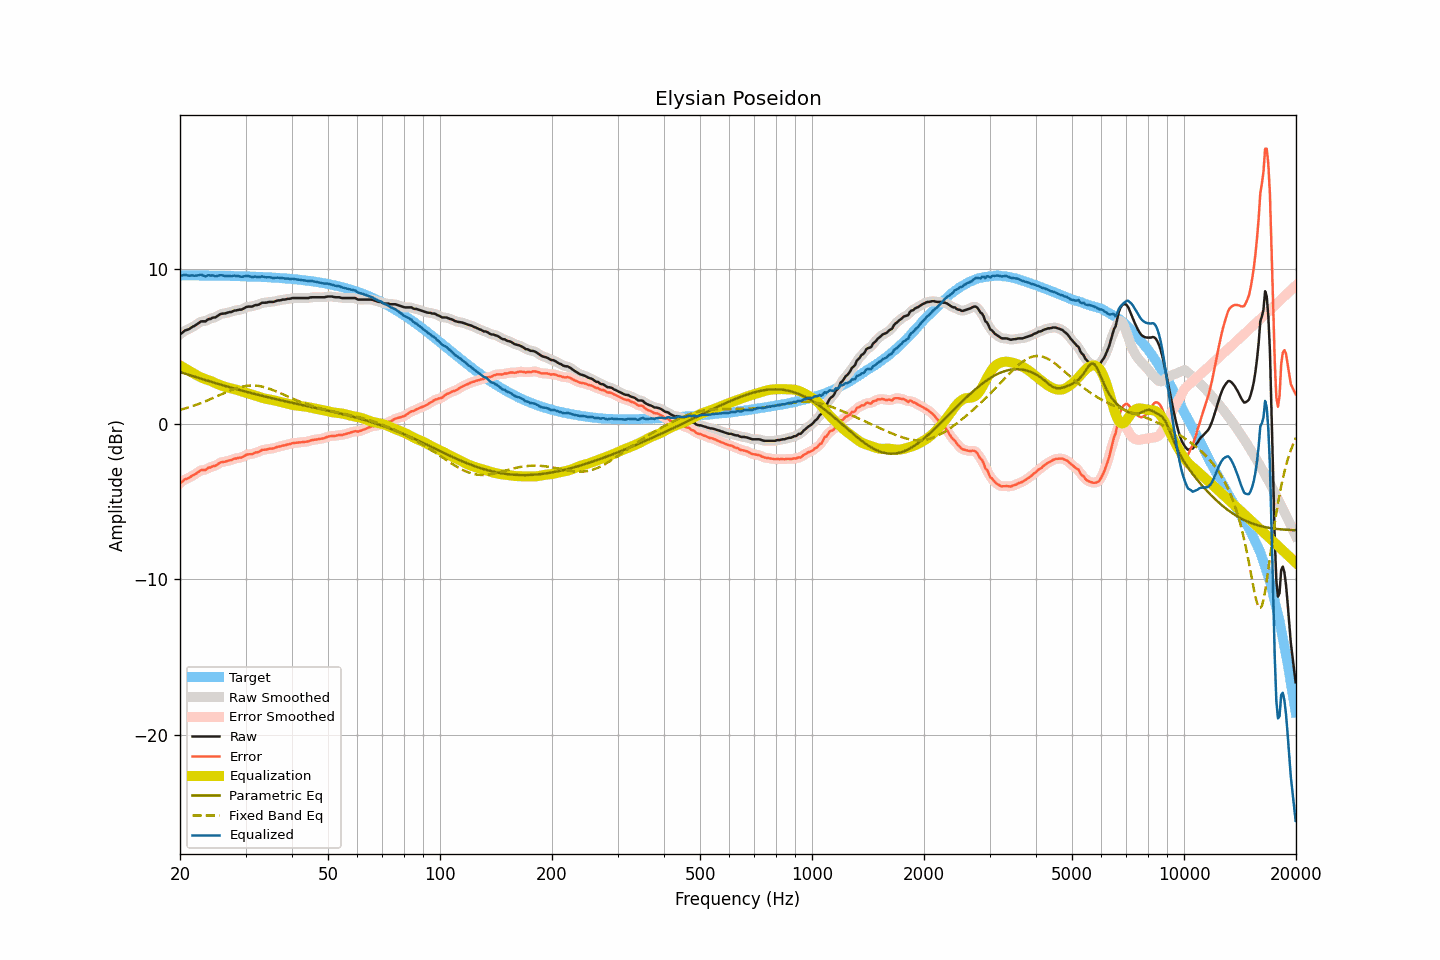 Elysian Poseidon
Amplitude (dBr)
10
0
−10
−20
Target
Raw Smoothed
Error Smoothed
Raw
Error
Equalization
Parametric Eq
Fixed Band Eq
Equalized
20 50 100 200 500 1000 2000 5000 10000 20000
Frequency (Hz)